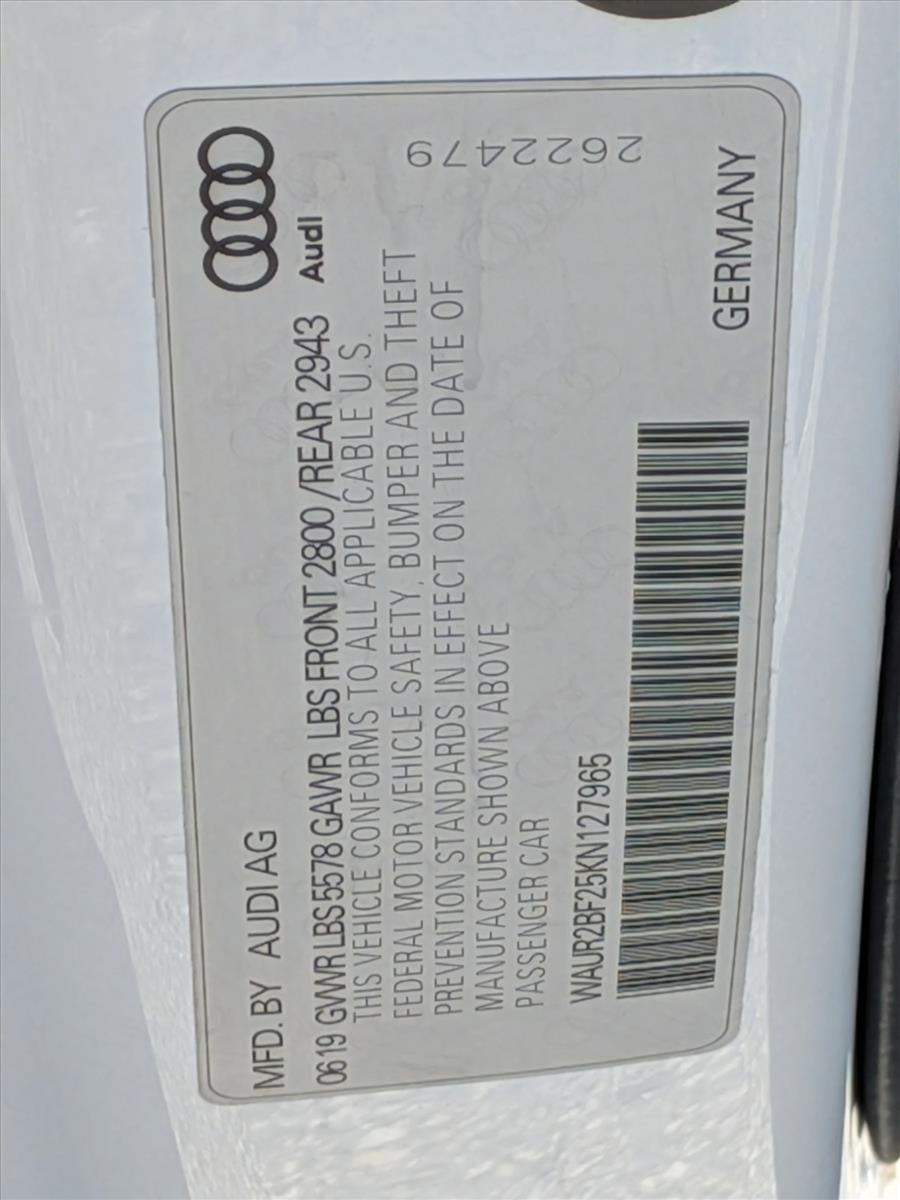 MFD. BY AUDI AG
0619 GVWR LBS 5578 GAWR LBS FRONT 2800 /REAR 2943
Audi
THIS VEHICLE CONFORMS TO ALL APPLICABLE U.S.
FEDERAL MOTOR VEHICLE SAFETY, BUMPER AND THEFT
PREVENTION STANDARDS IN EFFECT ON THE DATE OF
MANUFACTURE SHOWN ABOVE
PASSENGER CAR
WAUR2BF25KN127965
GERMANY
2622479